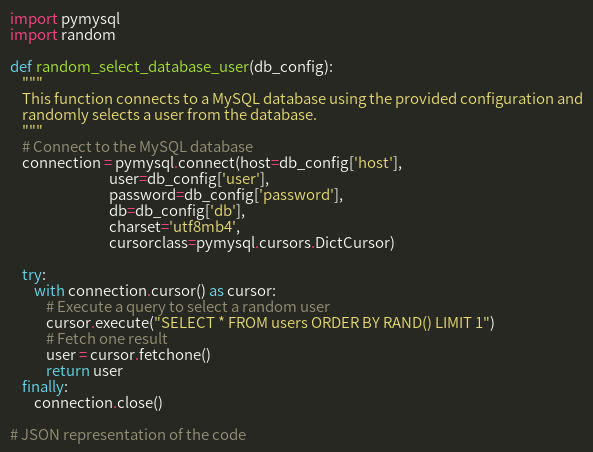 import pymysql
import random

def random_select_database_user(db_config):
    """
    This function connects to a MySQL database using the provided configuration and
    randomly selects a user from the database.
    """
    # Connect to the MySQL database
    connection = pymysql.connect(host=db_config['host'],
                                 user=db_config['user'],
                                 password=db_config['password'],
                                 db=db_config['db'],
                                 charset='utf8mb4',
                                 cursorclass=pymysql.cursors.DictCursor)

    try:
        with connection.cursor() as cursor:
            # Execute a query to select a random user
            cursor.execute("SELECT * FROM users ORDER BY RAND() LIMIT 1")
            # Fetch one result
            user = cursor.fetchone()
            return user
    finally:
        connection.close()

# JSON representation of the code